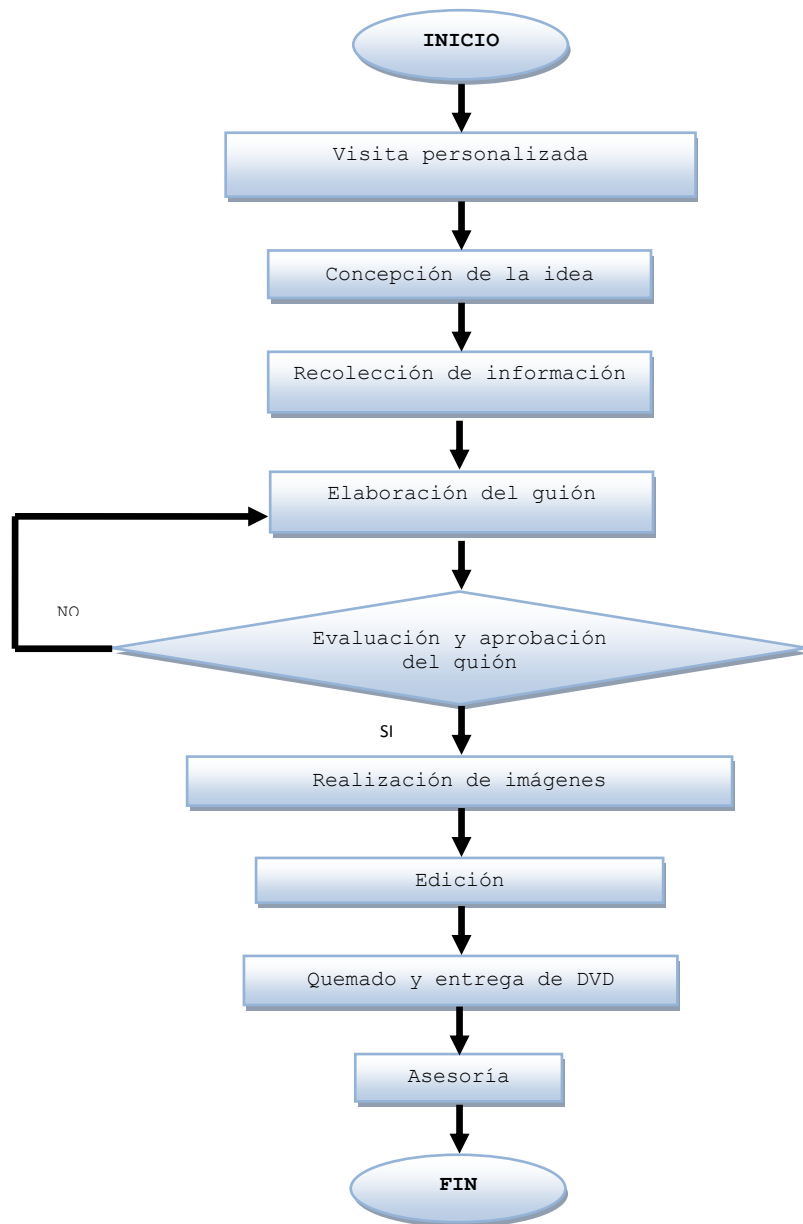 INICIO
Visita personalizada
Concepción de la idea
Recolección de información
Elaboración del guión
NO
Evaluación y aprobación
del guión
SI
Realización de imágenes
Edición
Quemado y entrega de DVD
Asesoría
FIN